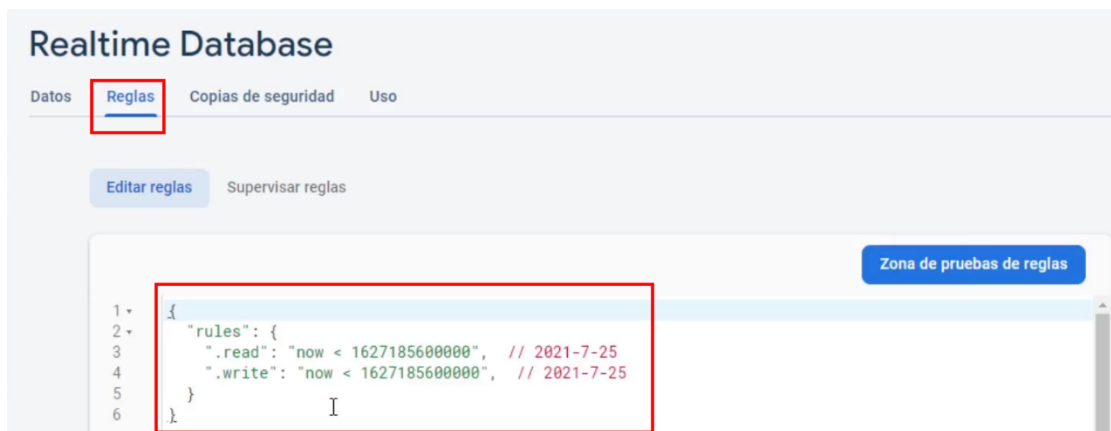 Realtime Database
Datos Reglas Copias de seguridad Uso
Editar reglas Supervisar reglas
Zona de pruebas de reglas
1 {
2 "rules": {
3 ".read": "now < 1627185600000", // 2021-7-25
4 ".write": "now < 1627185600000", // 2021-7-25
5 }
6 }